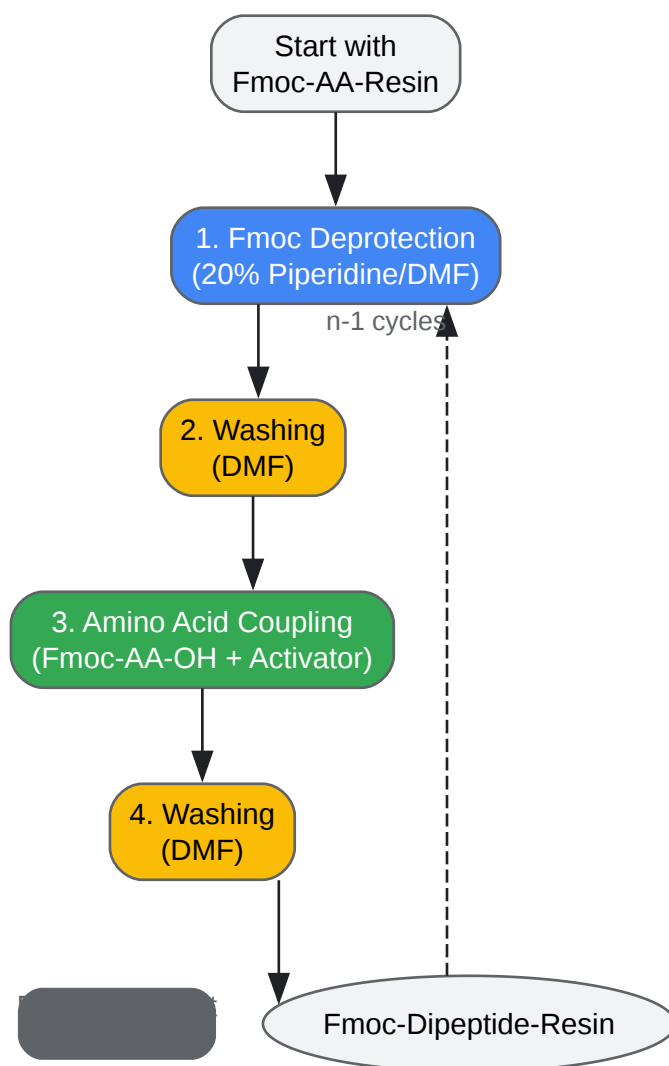 Start with
Fmoc-AA-Resin
1. Fmoc Deprotection
(20% Piperidine/DMF)
n-1 cycles
2. Washing
(DMF)
3. Amino Acid Coupling
(Fmoc-AA-OH + Activator)
4. Washing
(DMF)
Fmoc-Dipeptide-Resin